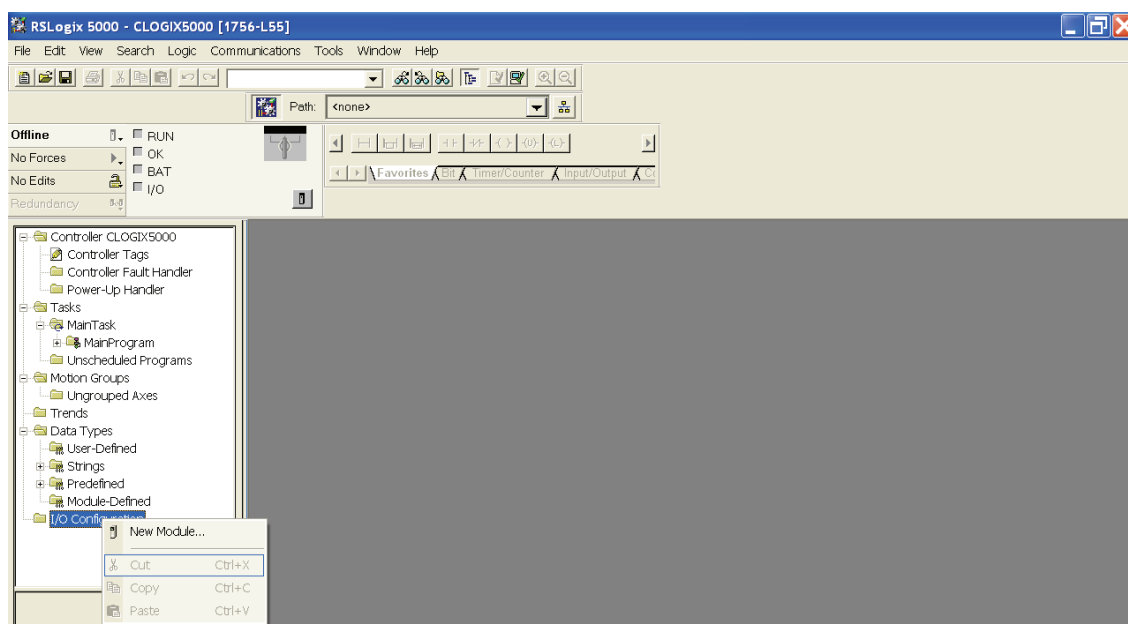 RSLogix 5000 - CLOGIX5000 [1756-L55]
File Edit View Search Logic Communications Tools Window Help
Path: <none>
Offline
RUN
No Forces
OK
BAT
No Edits
I/O
Redundancy
Favorites Bit Timer/Counter Input/Output
Controller CLOGIX5000
Controller Tags
Controller Fault Handler
Power-Up Handler
Tasks
MainTask
MainProgram
Unscheduled Programs
Motion Groups
Ungrouped Axes
Trends
Data Types
User-Defined
Strings
Predefined
Module-Defined
I/O Configuration
New Module...
Cut Ctrl+X
Copy Ctrl+C
Paste Ctrl+V